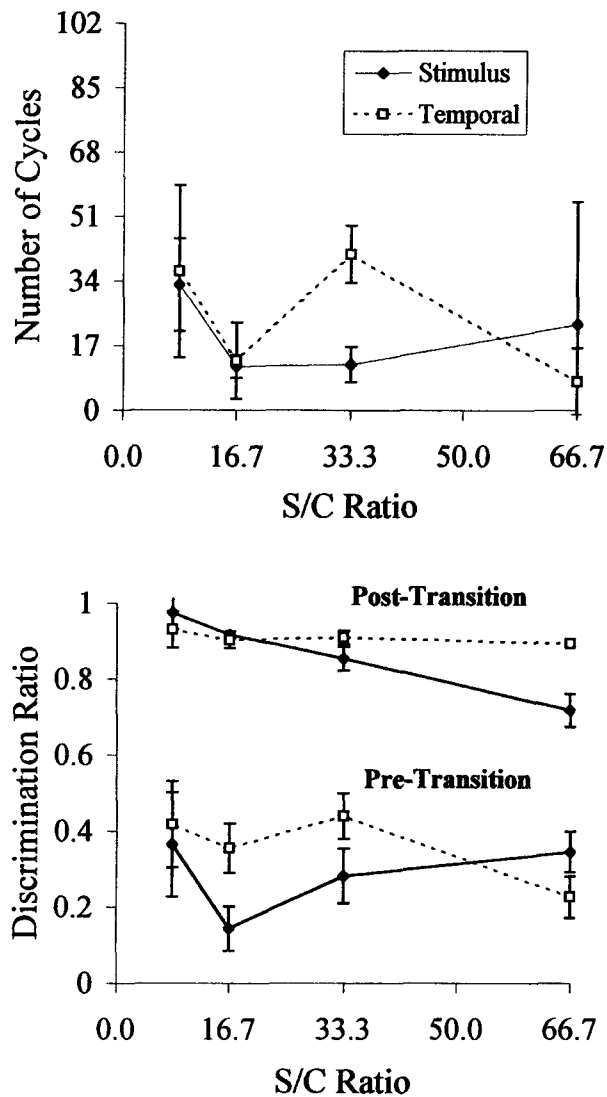 102
85
68
51
34
17
0
Number of Cycles
Stimulus
Temporal
0.0 16.7 33.3 50.0 66.7
S/C Ratio
1
0.8
0.6
0.4
0.2
0
Discrimination Ratio
Post-Transition
Pre-Transition
0.0 16.7 33.3 50.0 66.7
S/C Ratio